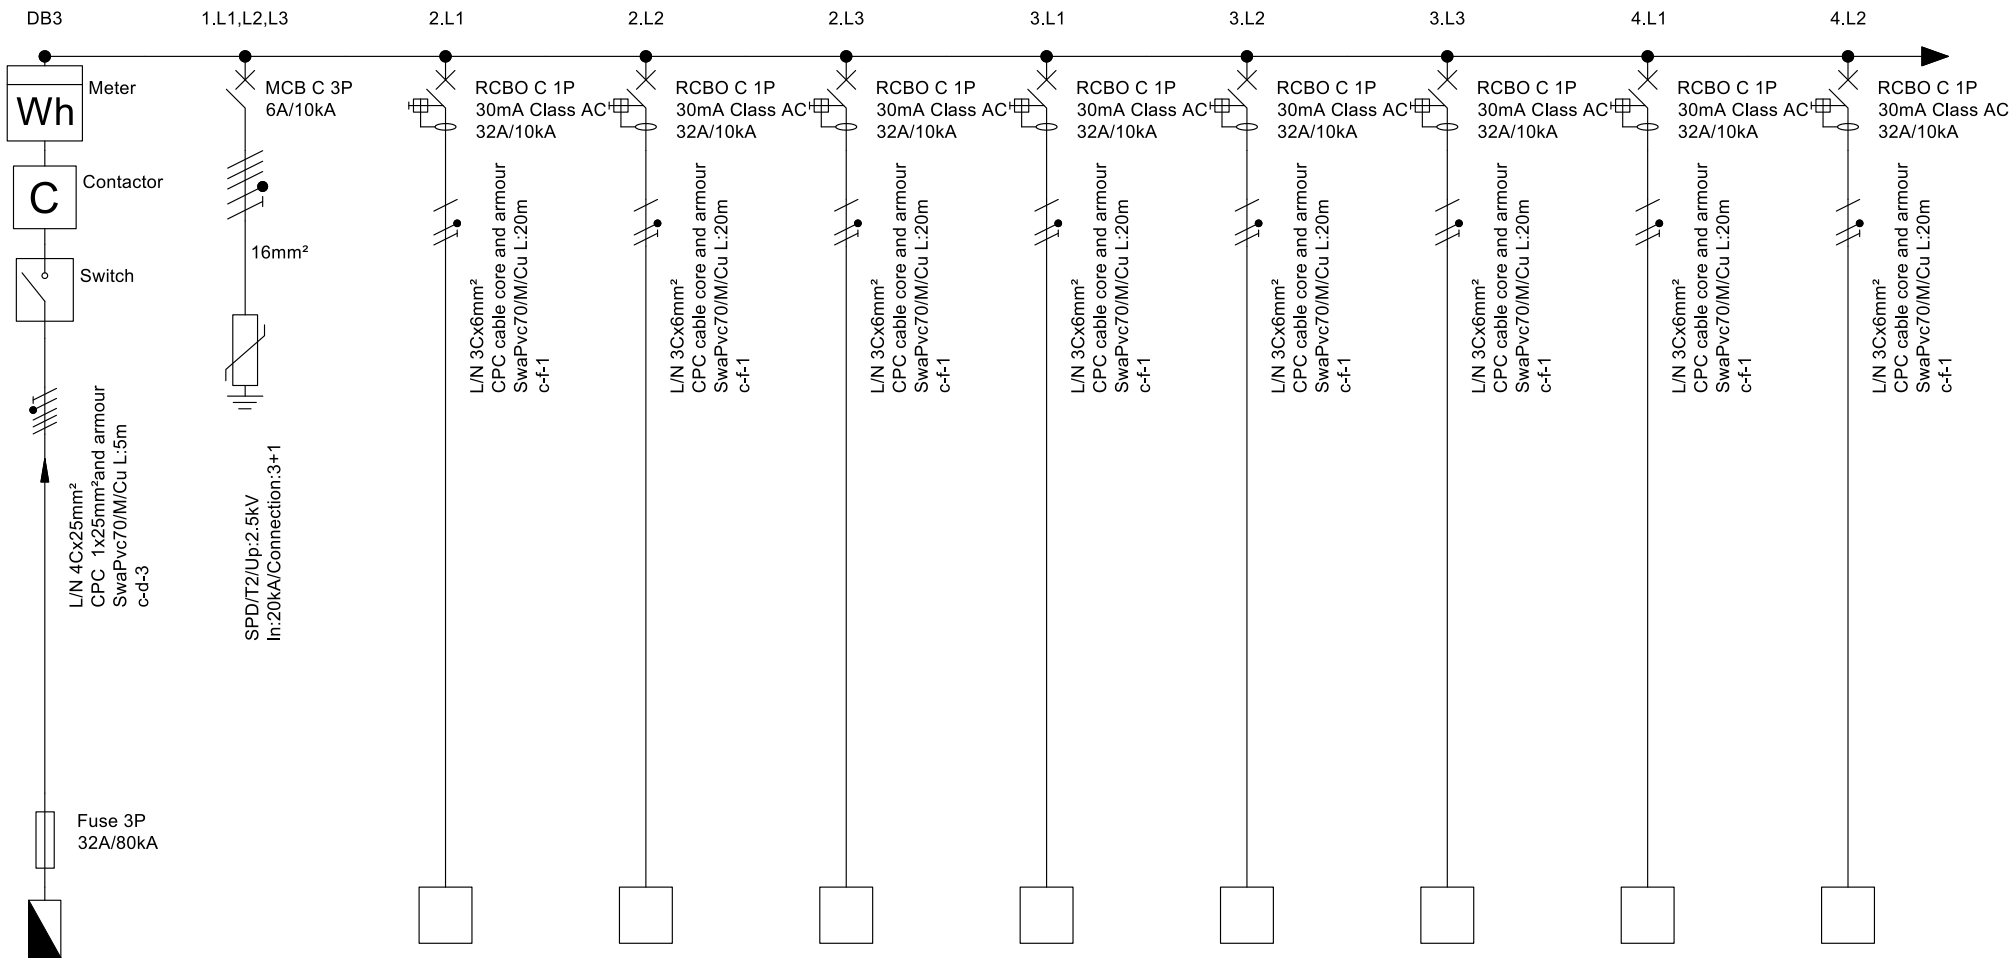 DB3
1.L1,L2,L3
2.L1
2.L2
2.L3
3.L1
3.L2
3.L3
4.L1
4.L2
Meter
Wh
Contactor
C
Switch
L/N 4Cx25mm²
CPC 1x25mm²and armour
SwaPvc70/M/Cu L:5m
c-d-3
Fuse 3P
32A/80kA
MCB C 3P
6A/10kA
16mm²
SPD/T2/Up:2.5kV
In:20kA/Connection:3+1
RCBO C 1P
30mA Class AC
32A/10kA
L/N 3Cx6mm²
CPC cable core and armour
SwaPvc70/M/Cu L:20m
c-f-1
RCBO C 1P
30mA Class AC
32A/10kA
L/N 3Cx6mm²
CPC cable core and armour
SwaPvc70/M/Cu L:20m
c-f-1
RCBO C 1P
30mA Class AC
32A/10kA
L/N 3Cx6mm²
CPC cable core and armour
SwaPvc70/M/Cu L:20m
c-f-1
RCBO C 1P
30mA Class AC
32A/10kA
L/N 3Cx6mm²
CPC cable core and armour
SwaPvc70/M/Cu L:20m
c-f-1
RCBO C 1P
30mA Class AC
32A/10kA
L/N 3Cx6mm²
CPC cable core and armour
SwaPvc70/M/Cu L:20m
c-f-1
RCBO C 1P
30mA Class AC
32A/10kA
L/N 3Cx6mm²
CPC cable core and armour
SwaPvc70/M/Cu L:20m
c-f-1
RCBO C 1P
30mA Class AC
32A/10kA
L/N 3Cx6mm²
CPC cable core and armour
SwaPvc70/M/Cu L:20m
c-f-1
RCBO C 1P
30mA Class AC
32A/10kA
L/N 3Cx6mm²
CPC cable core and armour
SwaPvc70/M/Cu L:20m
c-f-1